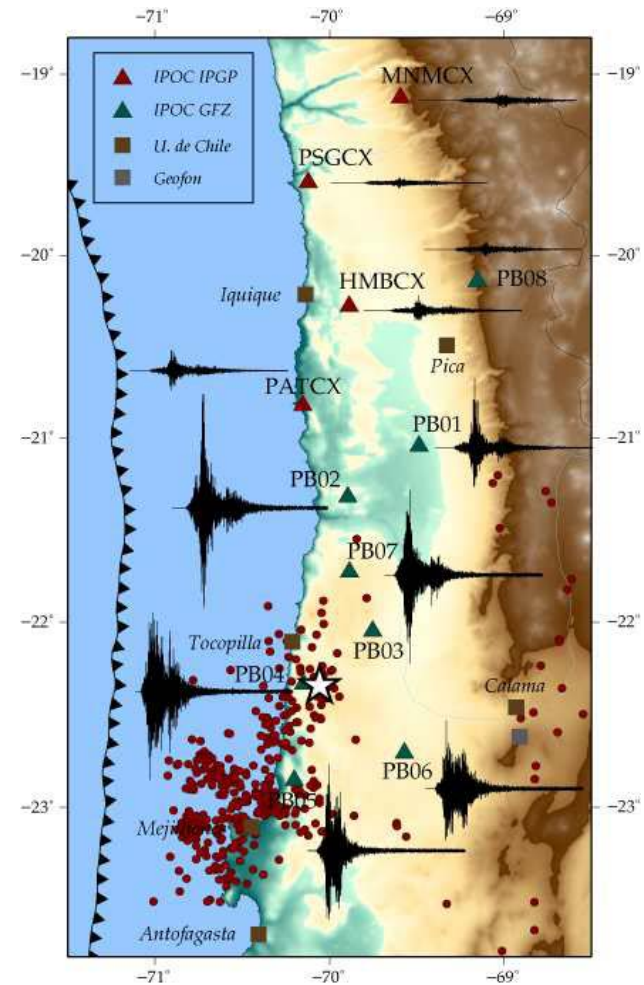 −71° −70° −69°
−19°
−19°
IPOC IPGP
IPOC GFZ
U. de Chile
Geofon
MNMCX
PSGCX
−20°
−20°
Iquique
HMBCX
PB08
Pica
PATCX
PB01
−21°
−21°
PB02
PB07
−22°
−22°
Tocopilla
PB03
PB04
Calama
PB06
PB05
−23°
−23°
Antofagasta
−71° −70° −69°